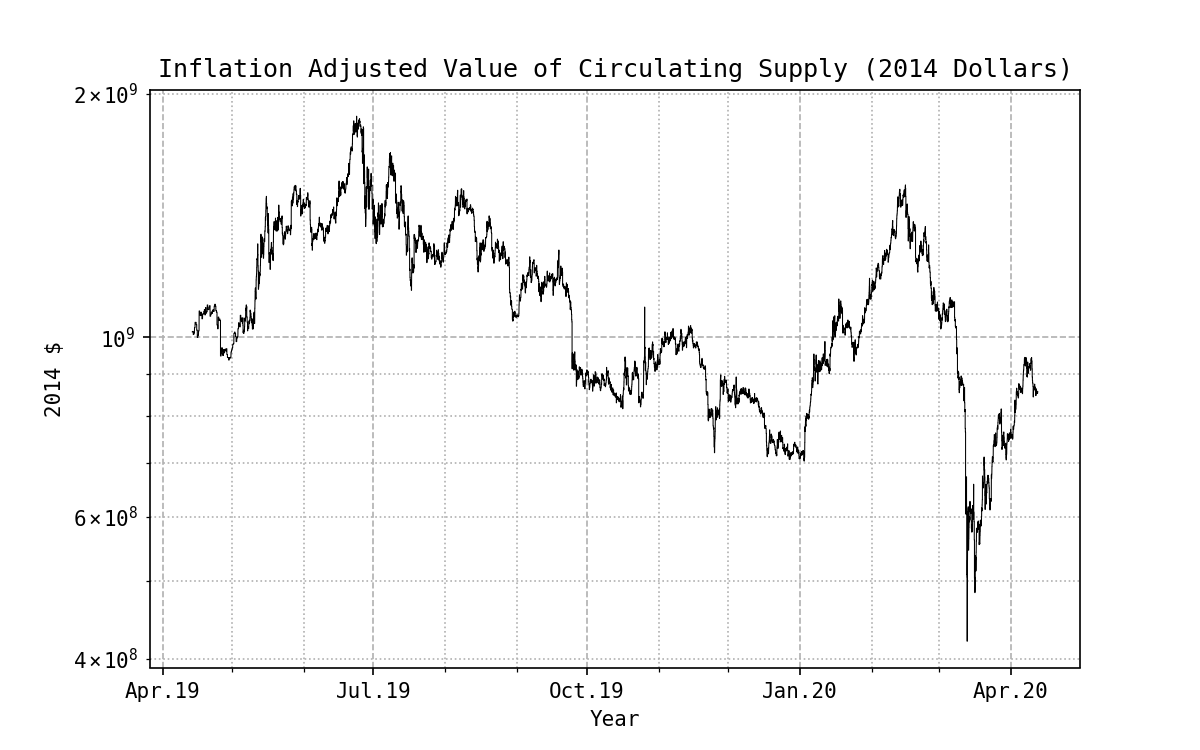 Inflation Adjusted Value of Circulating Supply (2014 Dollars)
2×10⁹
10⁹
6×10⁸
4×10⁸
2014 $
Apr.19 Jul.19 Oct.19 Jan.20 Apr.20
Year